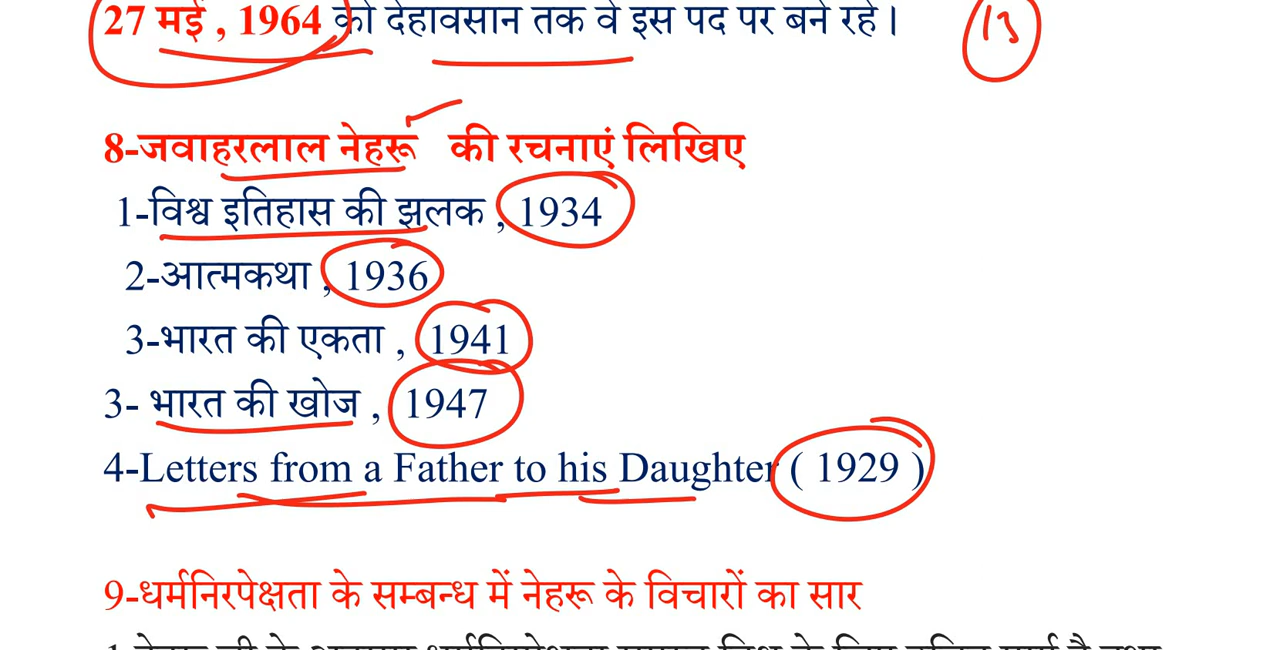 27 मई , 1964 को देहावसान तक वे इस पद पर बने रहे। 13
8-जवाहरलाल नेहरू की रचनाएं लिखिए
1-विश्व इतिहास की झलक , 1934
2-आत्मकथा , 1936
3-भारत की एकता , 1941
3- भारत की खोज , 1947
4-Letters from a Father to his Daughter ( 1929 )
9-धर्मनिरपेक्षता के सम्बन्ध में नेहरू के विचारों का सार